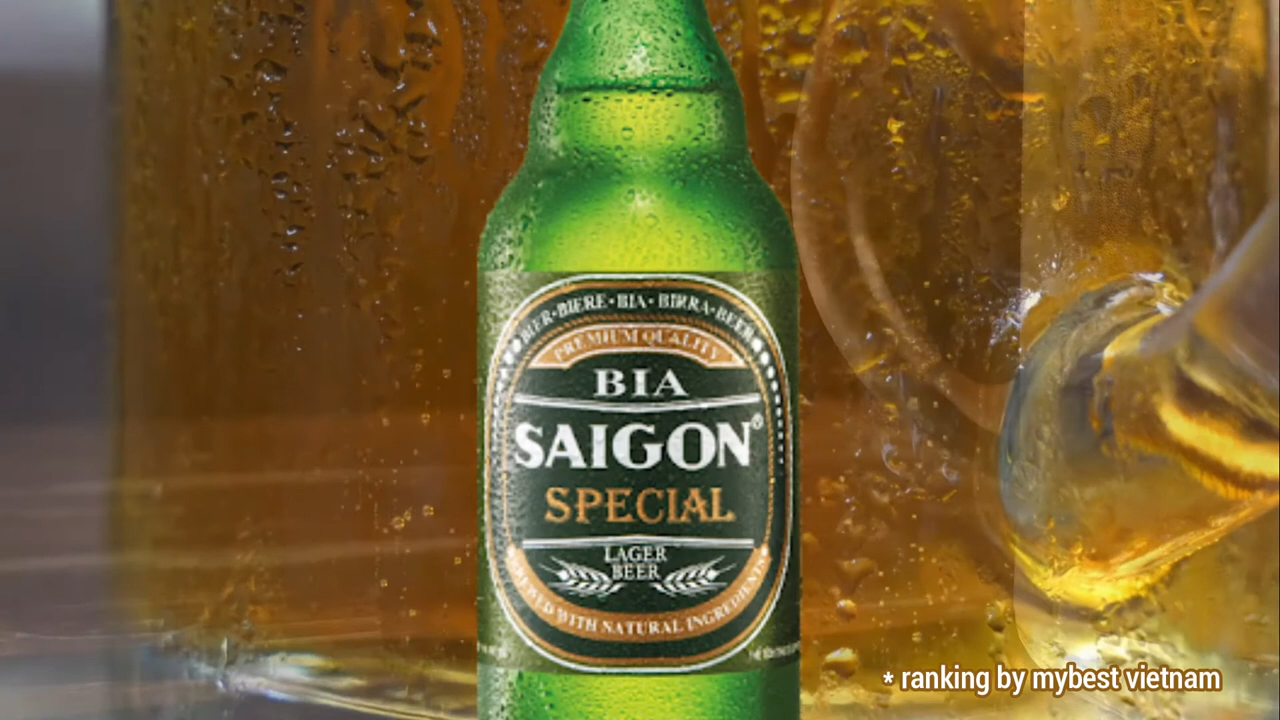 BIER·BIERE·BIA·BIRRA·BEER
PREMIUM QUALITY
BIA
SAIGON®
SPECIAL
LAGER
BEER
WITH NATURAL INGREDIENTS
* ranking by mybest vietnam